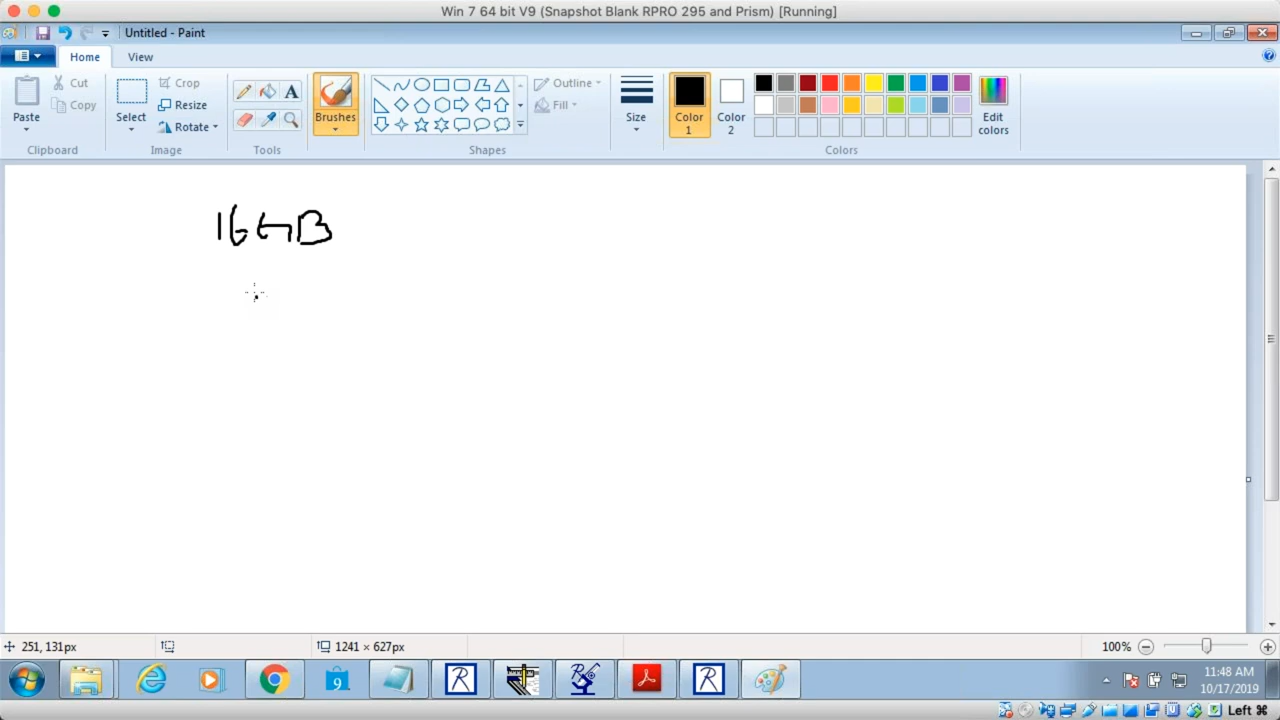 Win 7 64 bit V9 (Snapshot Blank RPRO 295 and Prism) [Running]
Untitled - Paint
Home View
Paste
Cut
Copy
Clipboard
Select
Crop
Resize
Rotate
Image
Tools
Brushes
Shapes
Outline
Fill
Size
Color 1
Color 2
Edit colors
Colors
16GB
251, 131px
1241 × 627px
100%
9
R
R
11:48 AM
10/17/2019
Left ⌘